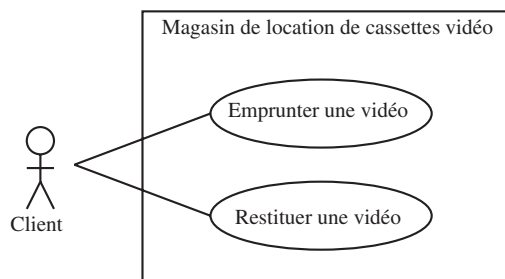 Magasin de location de cassettes vidéo
Emprunter une vidéo
Restituer une vidéo
Client